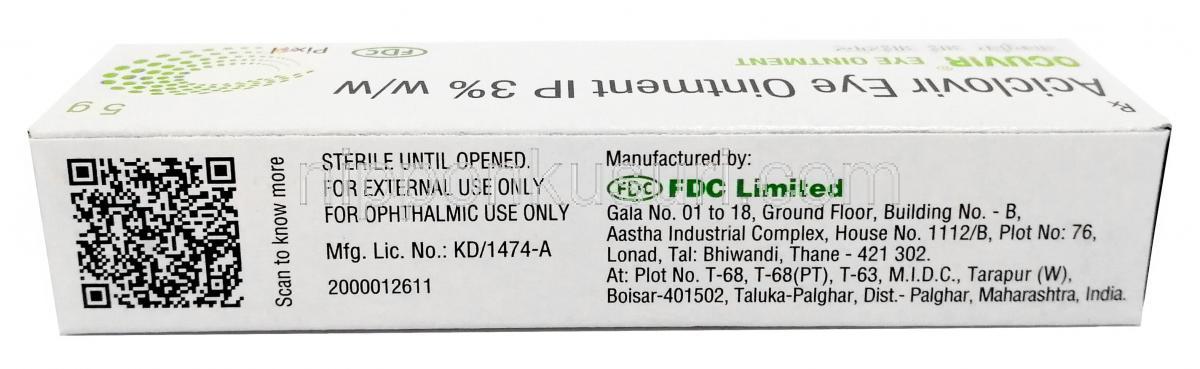 Rx
Aciclovir Eye Ointment IP 3% w/w
OCUVIR® EYE OINTMENT
FDC
Pixel
5 g
Scan to know more
STERILE UNTIL OPENED.
FOR EXTERNAL USE ONLY
FOR OPHTHALMIC USE ONLY
Mfg. Lic. No.: KD/1474-A
2000012611
Manufactured by:
FDC FDC Limited
Gala No. 01 to 18, Ground Floor, Building No. - B,
Aastha Industrial Complex, House No. 1112/B, Plot No: 76,
Lonad, Tal: Bhiwandi, Thane - 421 302.
At: Plot No. T-68, T-68(PT), T-63, M.I.D.C., Tarapur (W),
Boisar-401502, Taluka-Palghar, Dist.- Palghar, Maharashtra, India.
nipponkusuri.com